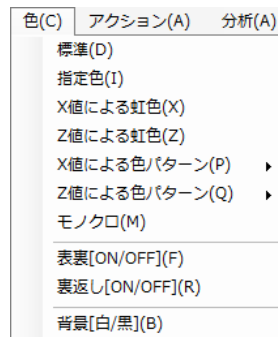 色(C) アクション(A) 分析(A)
標準(D)
指定色(I)
X値による虹色(X)
Z値による虹色(Z)
X値による色パターン(P)
Z値による色パターン(Q)
モノクロ(M)
表裏[ON/OFF](F)
裏返し[ON/OFF](R)
背景[白/黒](B)